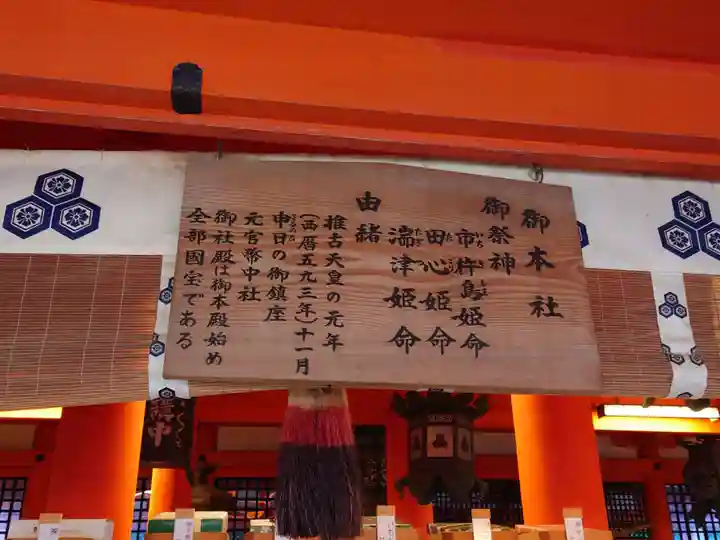 御本社
御祭神
市杵島姫命
田心姫命
湍津姫命
由緒
推古天皇の元年
(西暦五九三年)十一月
申日の御鎮座
元官幣中社
御社殿は御本殿始め
全部國宝である